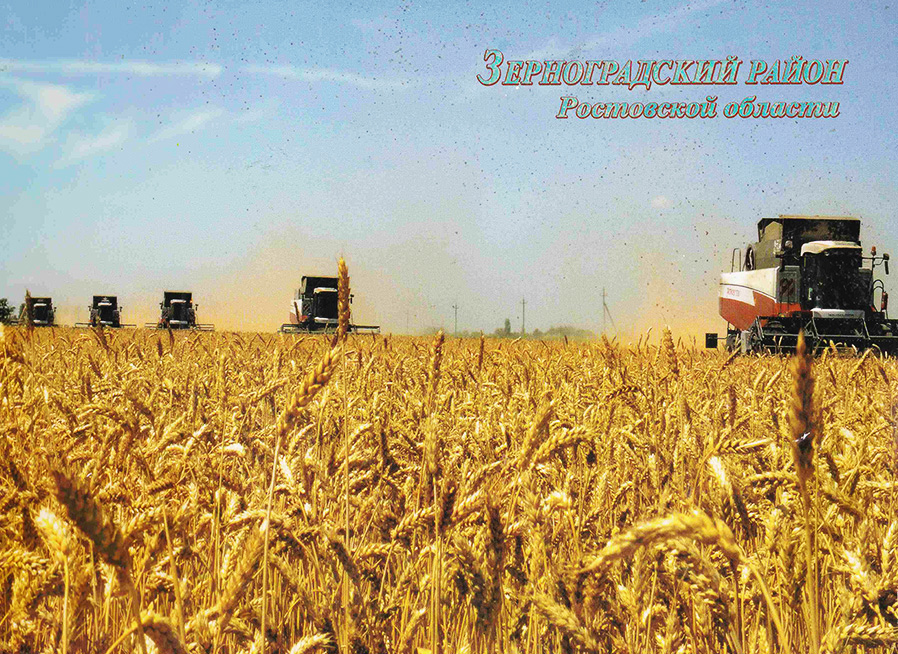 Зерноградский район
Ростовской области